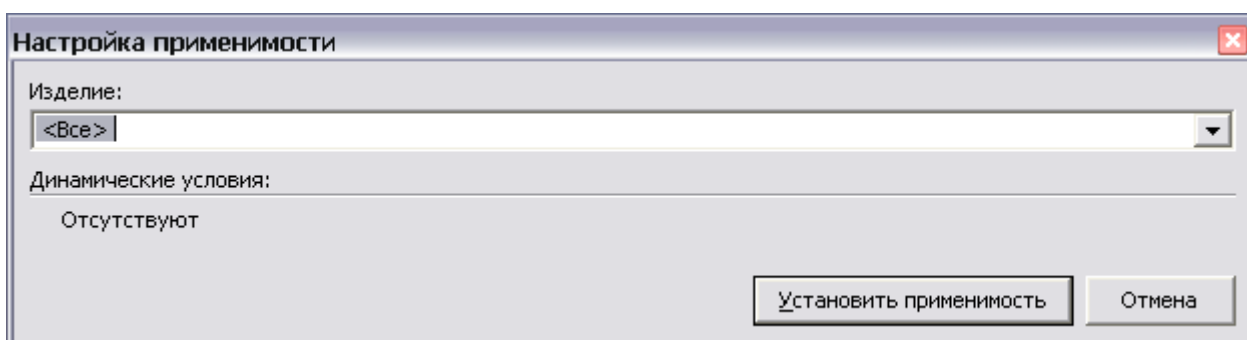 Настройка применимости
Изделие:
<Все>
Динамические условия:
Отсутствуют
Установить применимость Отмена